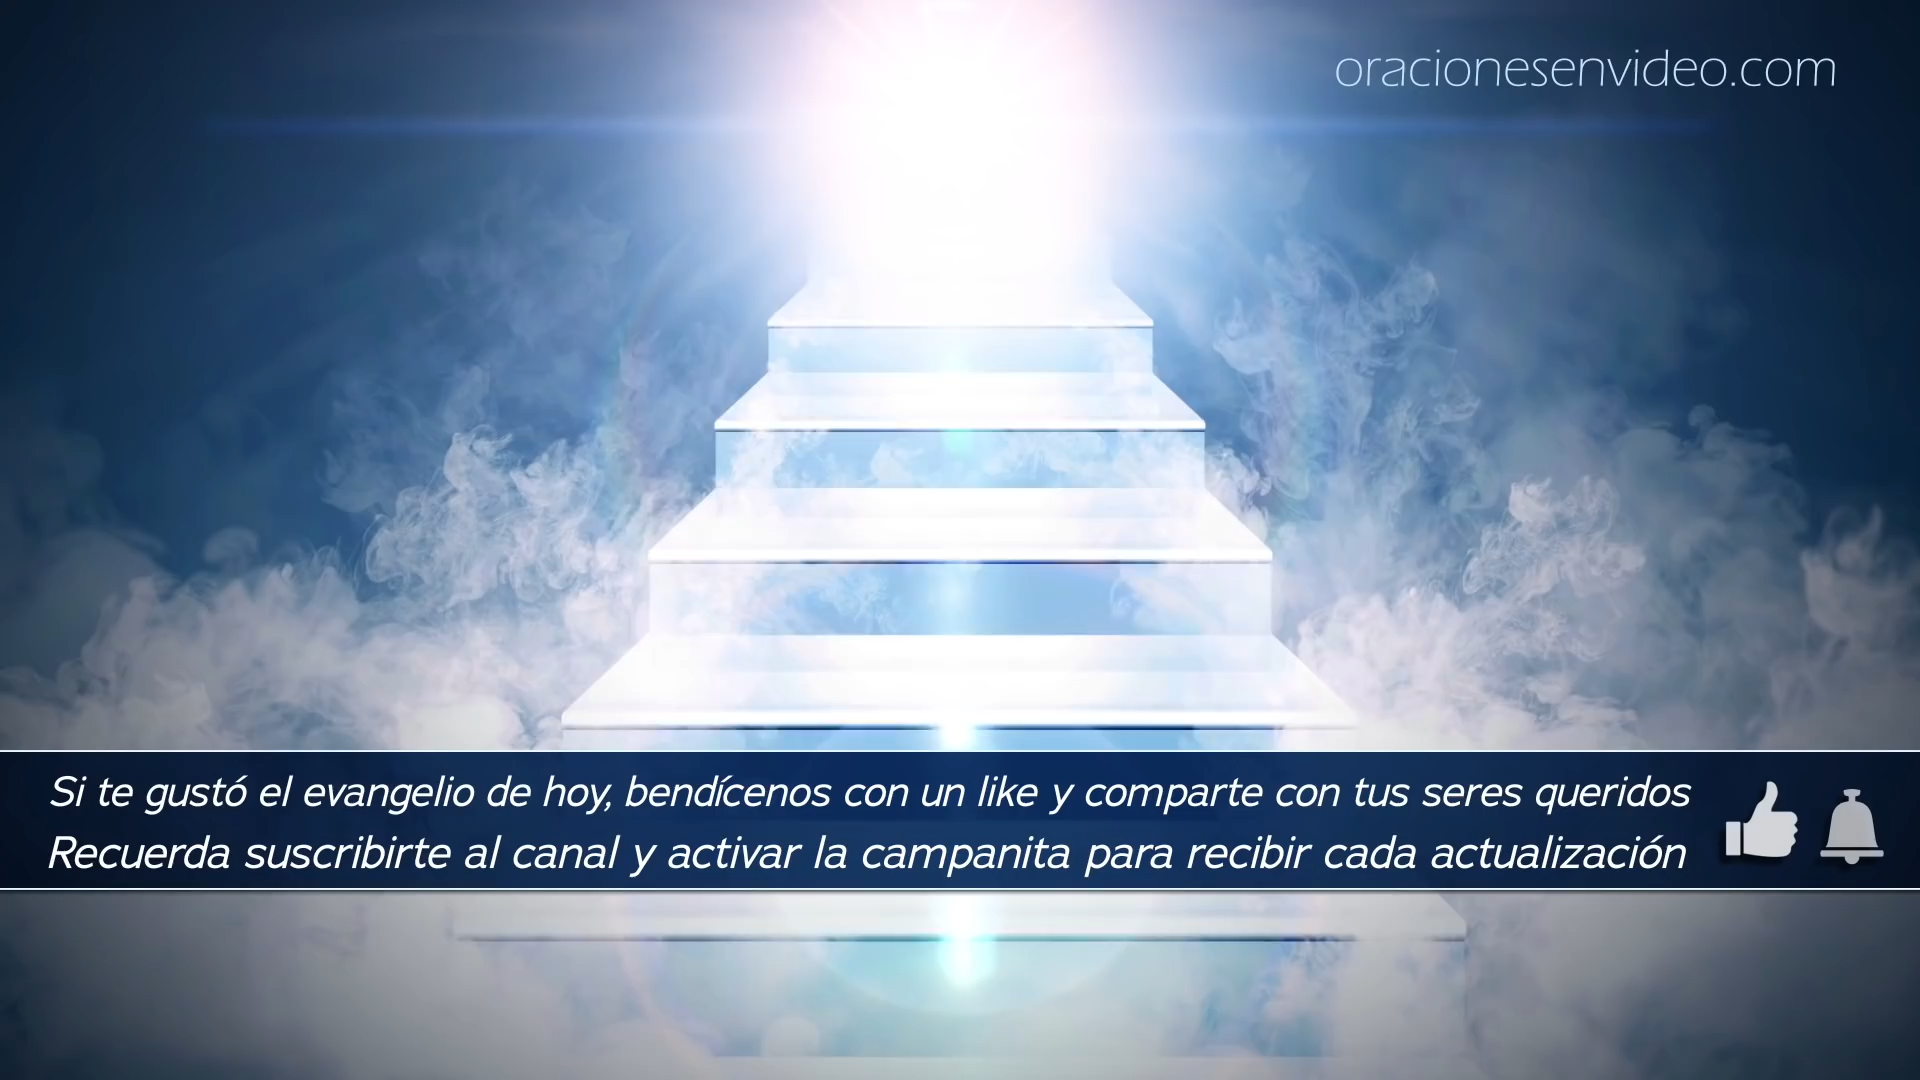 oracionesenvideo.com
Si te gustó el evangelio de hoy, bendícenos con un like y comparte con tus seres queridos
Recuerda suscribirte al canal y activar la campanita para recibir cada actualización